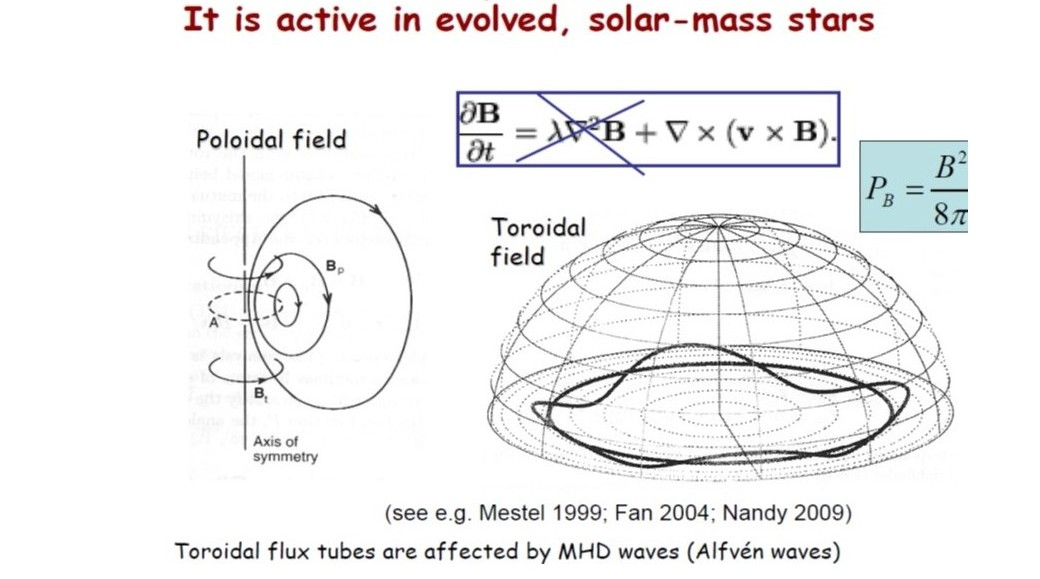 It is active in evolved, solar-mass stars
∂B/∂t = λ∇²B + ∇ × (v × B).
Poloidal field
P_B = B²/8π
Toroidal
field
B_p
A
B_t
Axis of
symmetry
(see e.g. Mestel 1999; Fan 2004; Nandy 2009)
Toroidal flux tubes are affected by MHD waves (Alfvén waves)